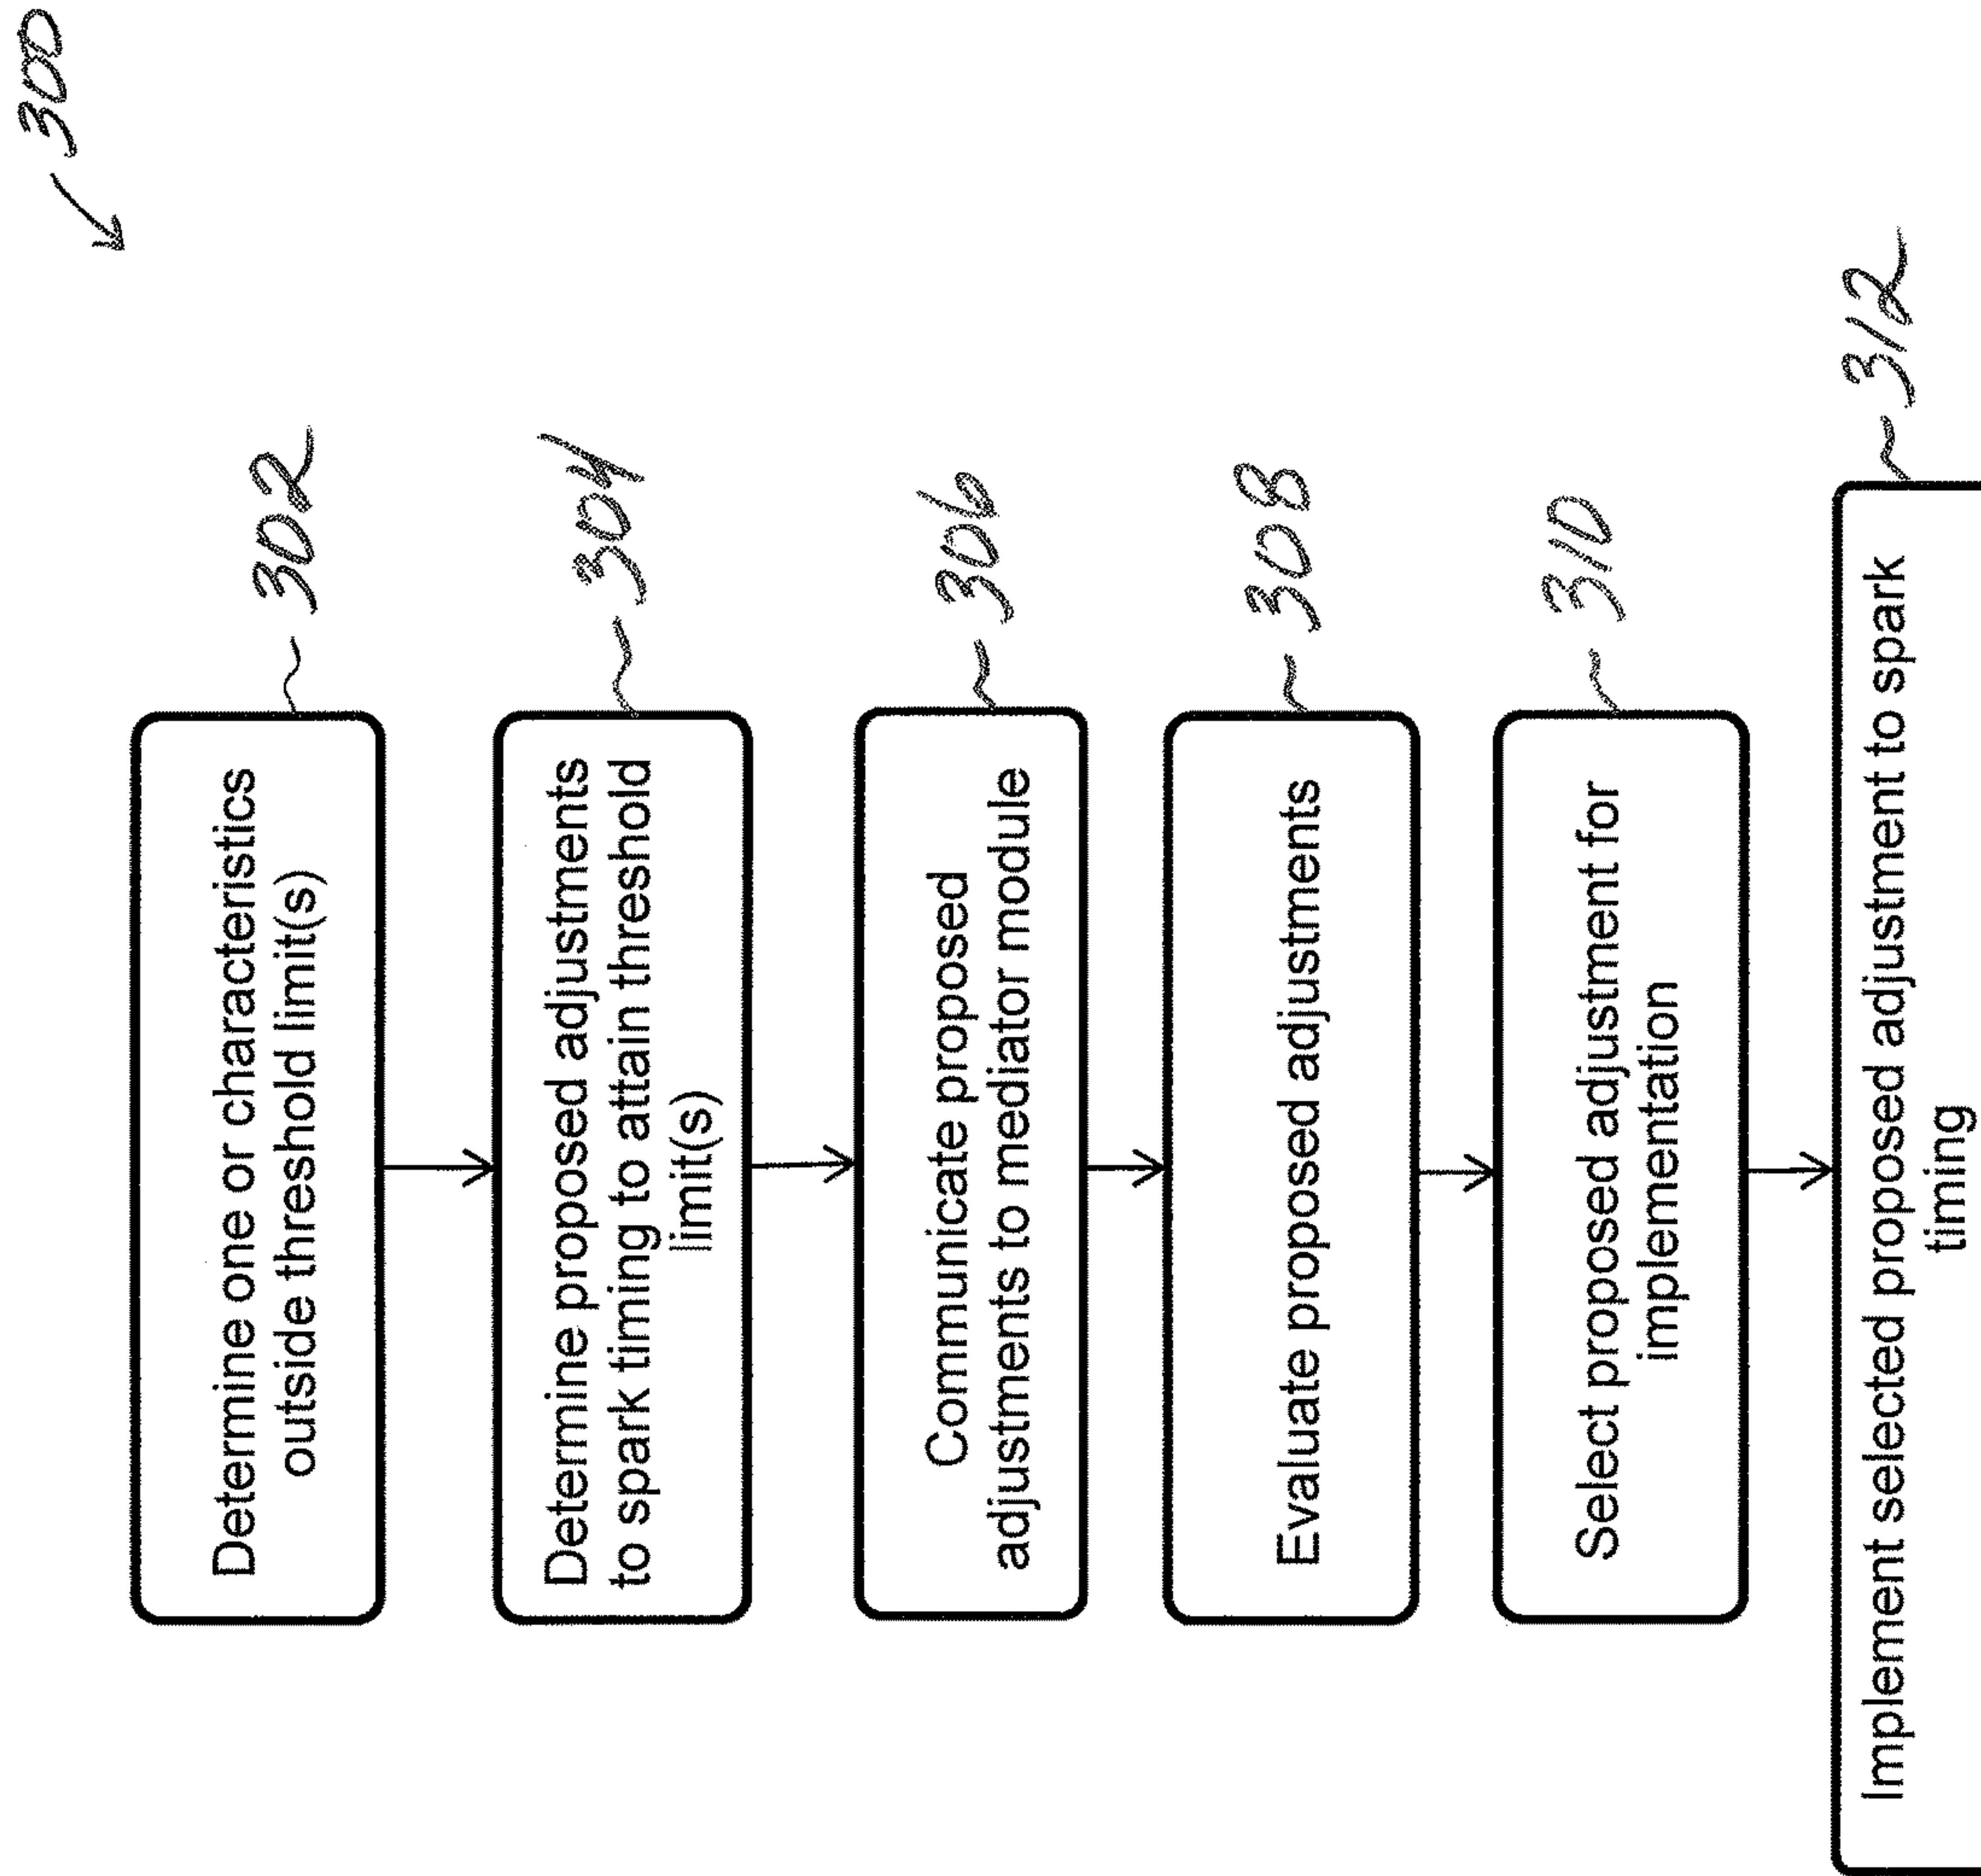 300
Determine one or characteristics
outside threshold limit(s)
302
Determine proposed adjustments
to spark timing to attain threshold
limit(s)
304
Communicate proposed
adjustments to mediator module
306
Evaluate proposed adjustments
308
Select proposed adjustment for
implementation
310
Implement selected proposed adjustment to spark
timing
312